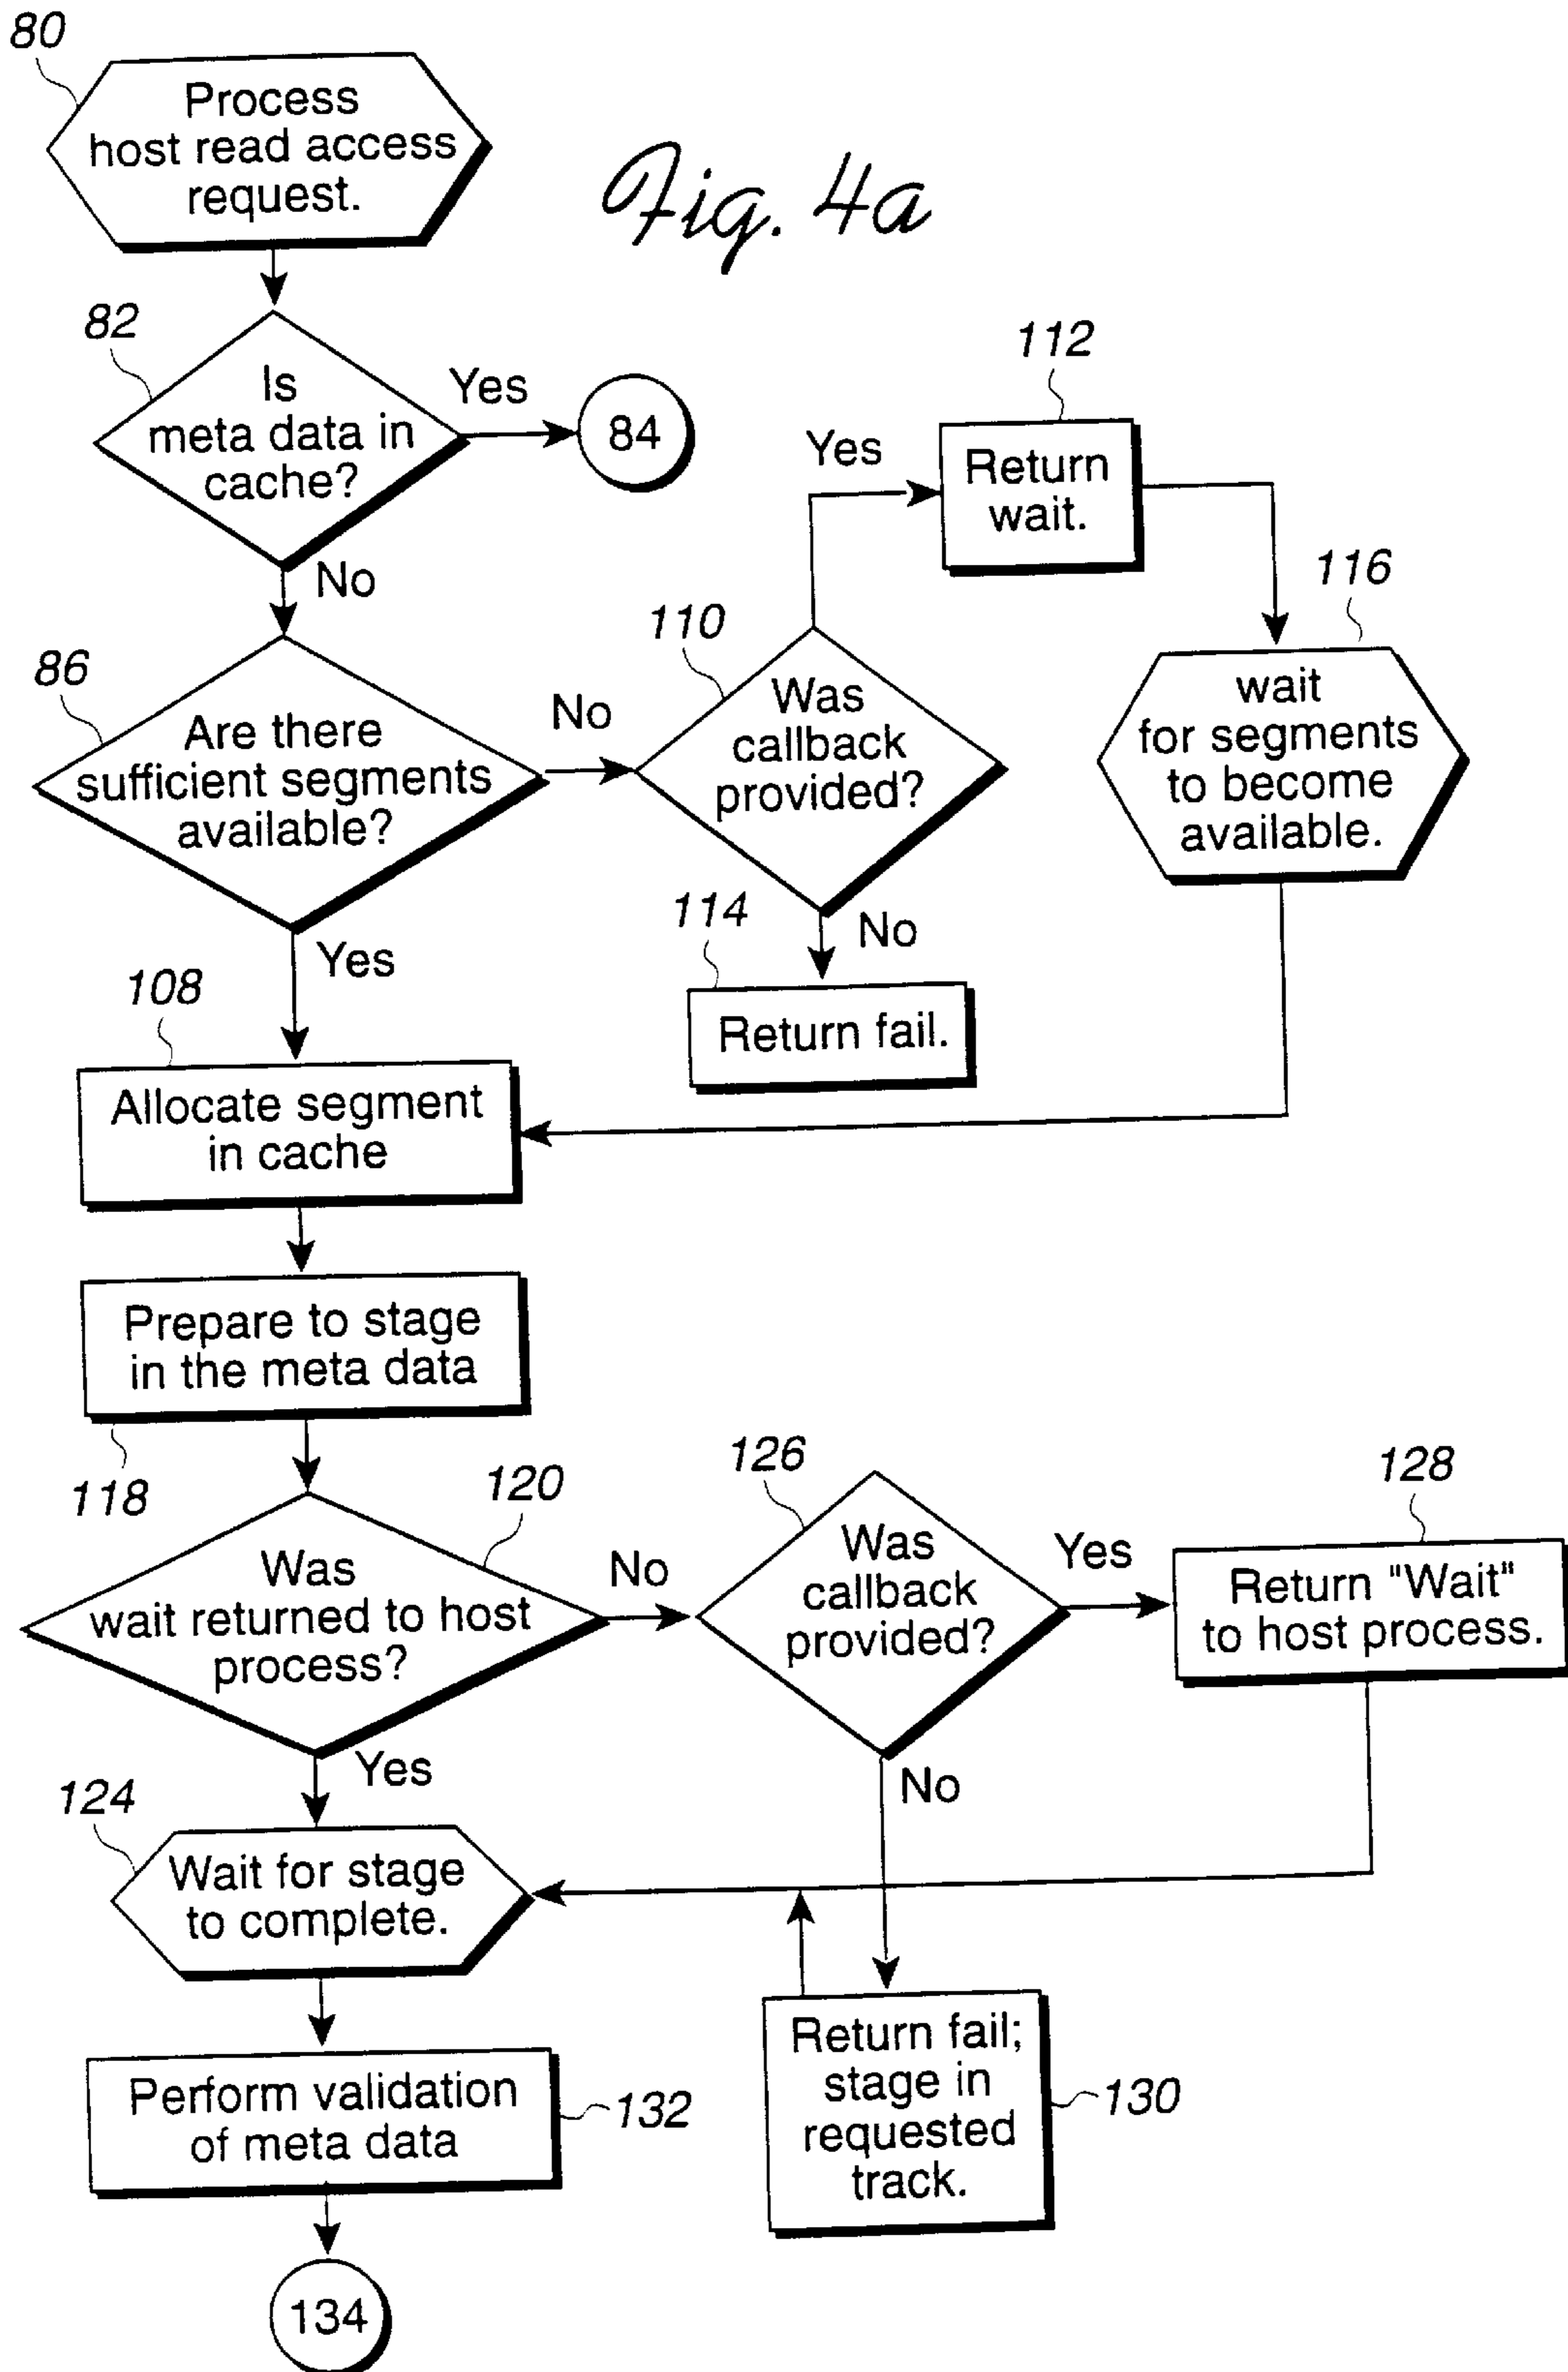 80
Process
host read access
request.
Fig. 4a
82
Is
meta data in
cache?
Yes
84
No
112
Return
wait.
Yes
116
wait
for segments
to become
available.
110
Was
callback
provided?
86
Are there
sufficient segments
available?
No
Yes
114
No
Return fail.
108
Allocate segment
in cache
Prepare to stage
in the meta data
118
120
Was
wait returned to host
process?
No
126
Was
callback
provided?
Yes
128
Return "Wait"
to host process.
Yes
No
124
Wait for stage
to complete.
Return fail;
stage in
requested
track.
130
Perform validation
of meta data
132
134